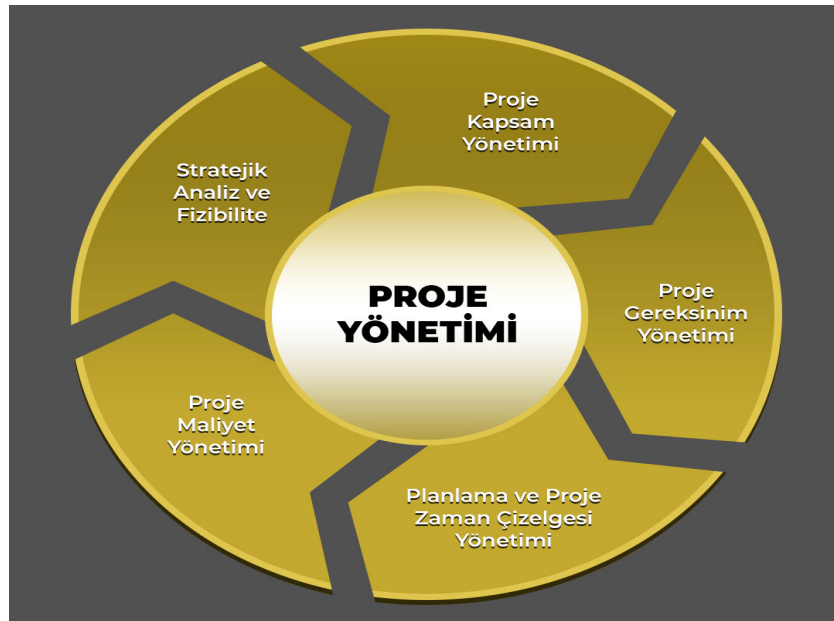 PROJE
YÖNETİMİ
Stratejik
Analiz ve
Fizibilite
Proje
Kapsam
Yönetimi
Proje
Gereksinim
Yönetimi
Planlama ve Proje
Zaman Çizelgesi
Yönetimi
Proje
Maliyet
Yönetimi